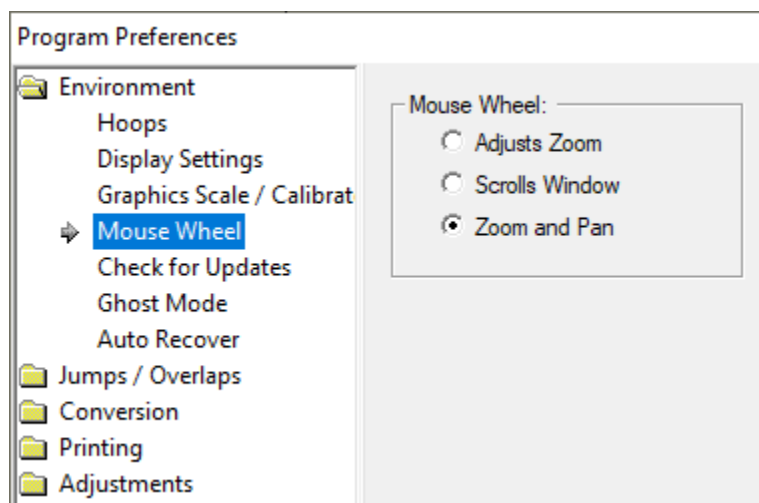 Program Preferences
Environment
Hoops
Display Settings
Graphics Scale / Calibrat
Mouse Wheel
Check for Updates
Ghost Mode
Auto Recover
Jumps / Overlaps
Conversion
Printing
Adjustments
Mouse Wheel:
Adjusts Zoom
Scrolls Window
Zoom and Pan